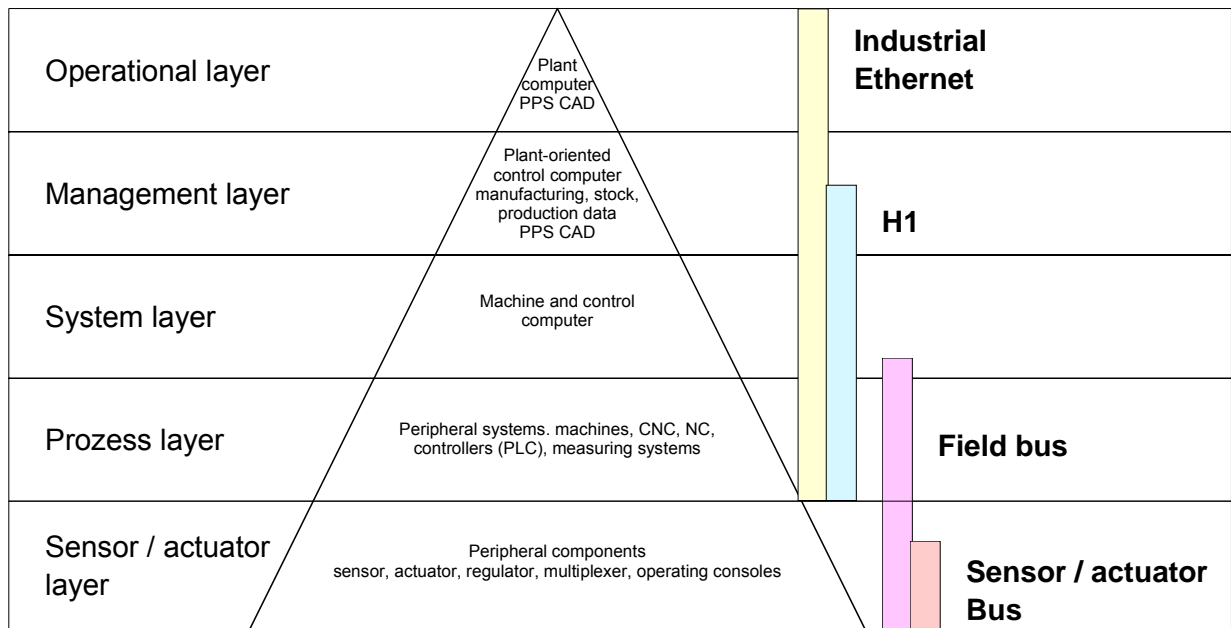 Operational layer
Plant
computer
PPS CAD
Industrial
Ethernet
Management layer
Plant-oriented
control computer
manufacturing, stock,
production data
PPS CAD
H1
System layer
Machine and control
computer
Prozess layer
Peripheral systems. machines, CNC, NC,
controllers (PLC), measuring systems
Field bus
Sensor / actuator
layer
Peripheral components
sensor, actuator, regulator, multiplexer, operating consoles
Sensor / actuator
Bus